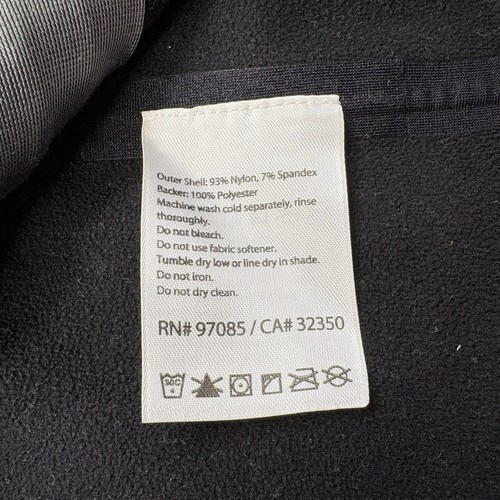 Outer Shell: 93% Nylon, 7% Spandex
Backer: 100% Polyester
Machine wash cold separately, rinse
thoroughly.
Do not bleach.
Do not use fabric softener.
Tumble dry low or line dry in shade.
Do not iron.
Do not dry clean.
RN# 97085 / CA# 32350
30C